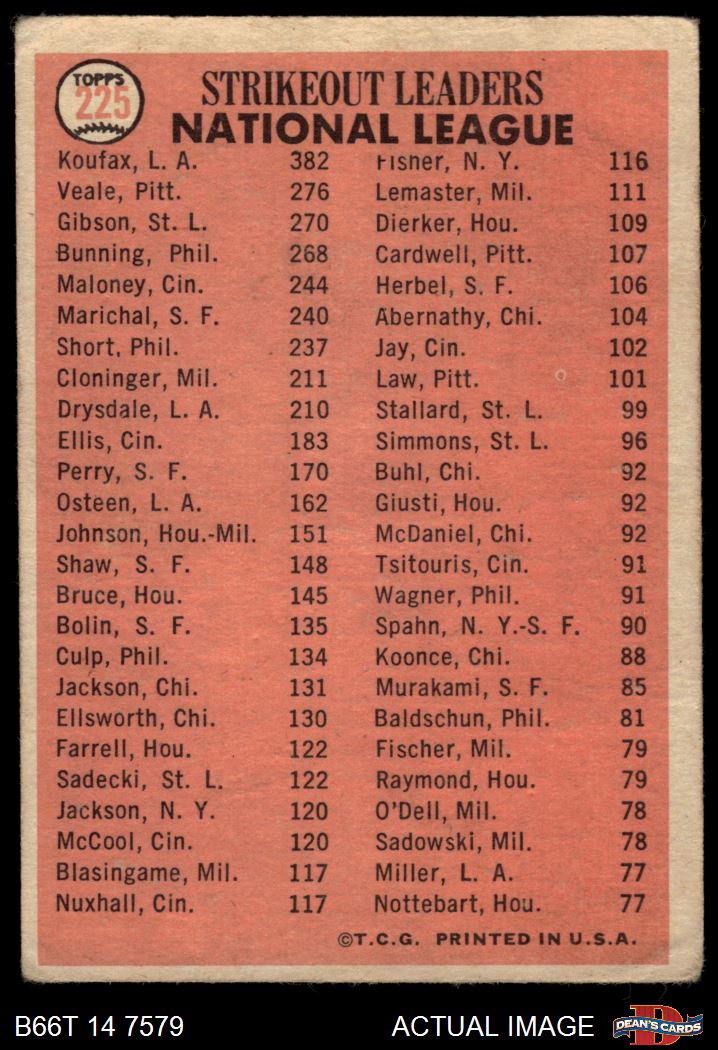 TOPPS
225
STRIKEOUT LEADERS
NATIONAL LEAGUE
Koufax, L. A. 382
Veale, Pitt. 276
Gibson, St. L. 270
Bunning, Phil. 268
Maloney, Cin. 244
Marichal, S. F. 240
Short, Phil. 237
Cloninger, Mil. 211
Drysdale, L. A. 210
Ellis, Cin. 183
Perry, S. F. 170
Osteen, L. A. 162
Johnson, Hou.-Mil. 151
Shaw, S. F. 148
Bruce, Hou. 145
Bolin, S. F. 135
Culp, Phil. 134
Jackson, Chi. 131
Ellsworth, Chi. 130
Farrell, Hou. 122
Sadecki, St. L. 122
Jackson, N. Y. 120
McCool, Cin. 120
Blasingame, Mil. 117
Nuxhall, Cin. 117
Fisher, N. Y. 116
Lemaster, Mil. 111
Dierker, Hou. 109
Cardwell, Pitt. 107
Herbel, S. F. 106
Abernathy, Chi. 104
Jay, Cin. 102
Law, Pitt. 101
Stallard, St. L. 99
Simmons, St. L. 96
Buhl, Chi. 92
Giusti, Hou. 92
McDaniel, Chi. 92
Tsitouris, Cin. 91
Wagner, Phil. 91
Spahn, N. Y.-S. F. 90
Koonce, Chi. 88
Murakami, S. F. 85
Baldschun, Phil. 81
Fischer, Mil. 79
Raymond, Hou. 79
O'Dell, Mil. 78
Sadowski, Mil. 78
Miller, L. A. 77
Nottebart, Hou. 77
©T.C.G. PRINTED IN U.S.A.
B66T 14 7579 ACTUAL IMAGE
D
DEAN'S CARDS